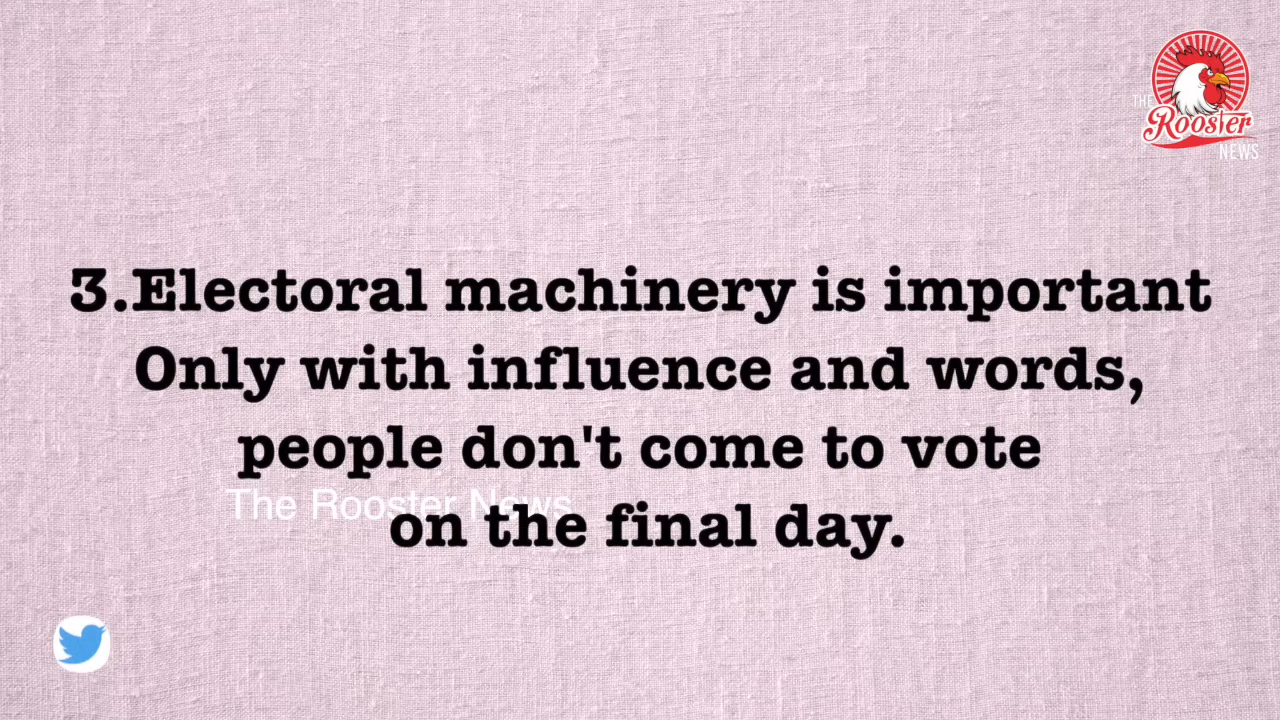 THE
Rooster
NEWS
3.Electoral machinery is important
Only with influence and words,
people don't come to vote
The Rooster News
on the final day.